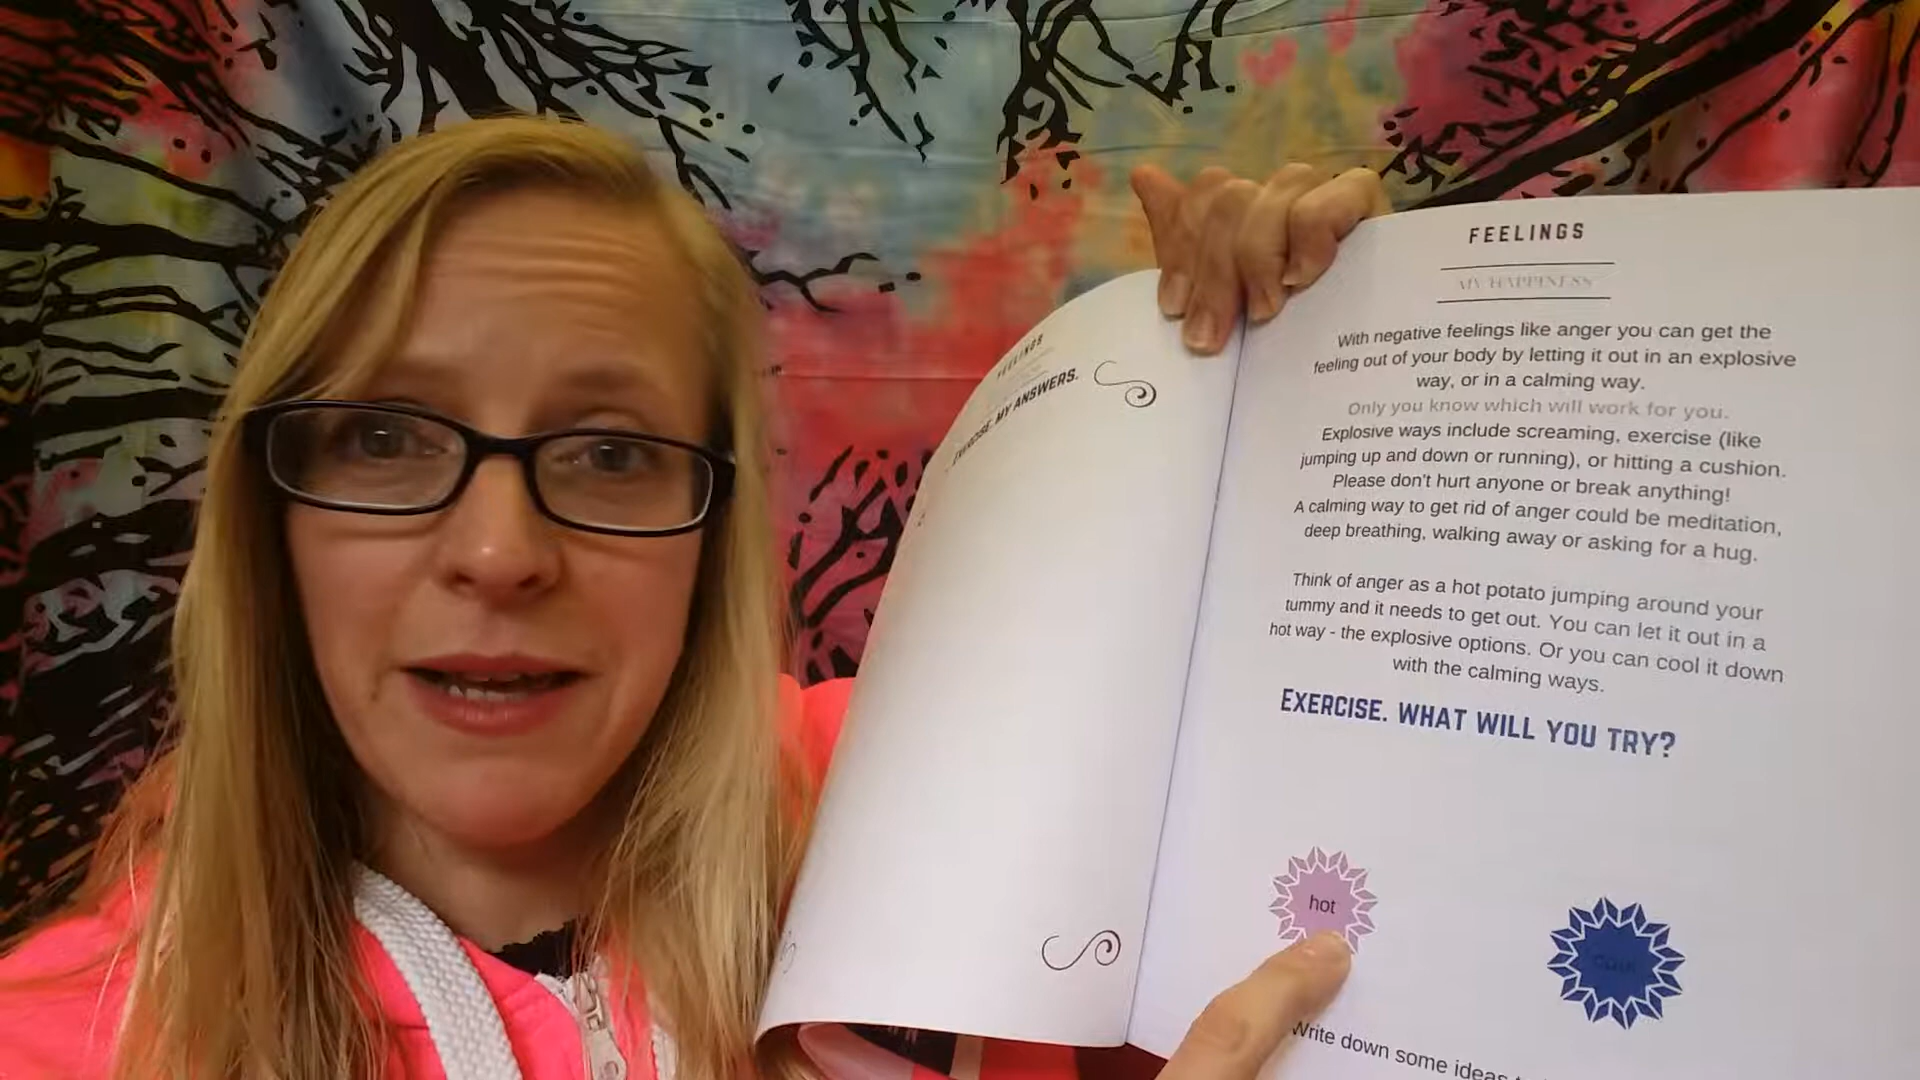 FEELINGS
EXERCISE. MY ANSWERS.
FEELINGS
MY HAPPINESS
With negative feelings like anger you can get the
feeling out of your body by letting it out in an explosive
way, or in a calming way.
Only you know which will work for you.
Explosive ways include screaming, exercise (like
jumping up and down or running), or hitting a cushion.
Please don't hurt anyone or break anything!
A calming way to get rid of anger could be meditation,
deep breathing, walking away or asking for a hug.
Think of anger as a hot potato jumping around your
tummy and it needs to get out. You can let it out in a
hot way - the explosive options. Or you can cool it down
with the calming ways.
EXERCISE. WHAT WILL YOU TRY?
hot
Write down some ideas